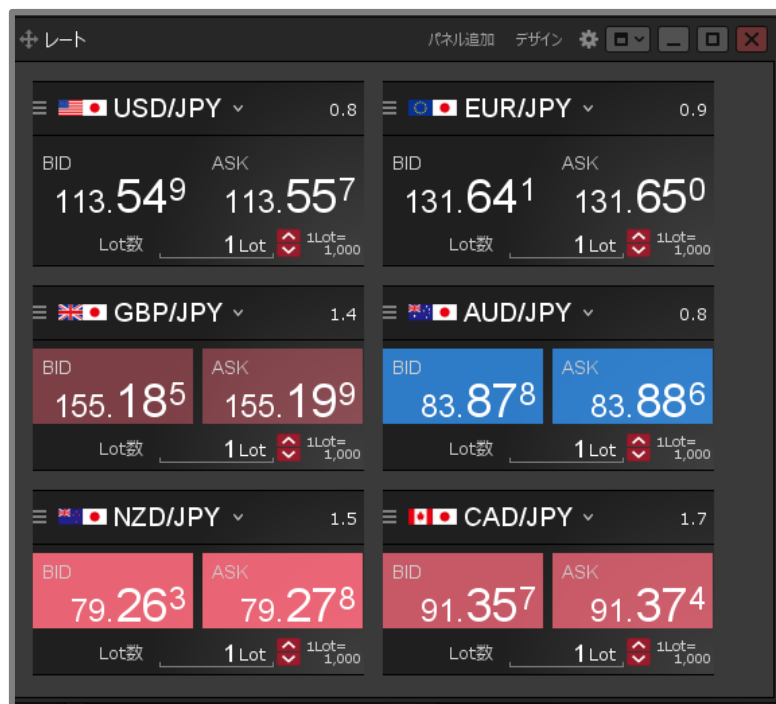 レート パネル追加 デザイン
USD/JPY 0.8
BID ASK
113.549 113.557
Lot数 1 Lot 1Lot=1,000
EUR/JPY 0.9
BID ASK
131.641 131.650
Lot数 1 Lot 1Lot=1,000
GBP/JPY 1.4
BID ASK
155.185 155.199
Lot数 1 Lot 1Lot=1,000
AUD/JPY 0.8
BID ASK
83.878 83.886
Lot数 1 Lot 1Lot=1,000
NZD/JPY 1.5
BID ASK
79.263 79.278
Lot数 1 Lot 1Lot=1,000
CAD/JPY 1.7
BID ASK
91.357 91.374
Lot数 1 Lot 1Lot=1,000